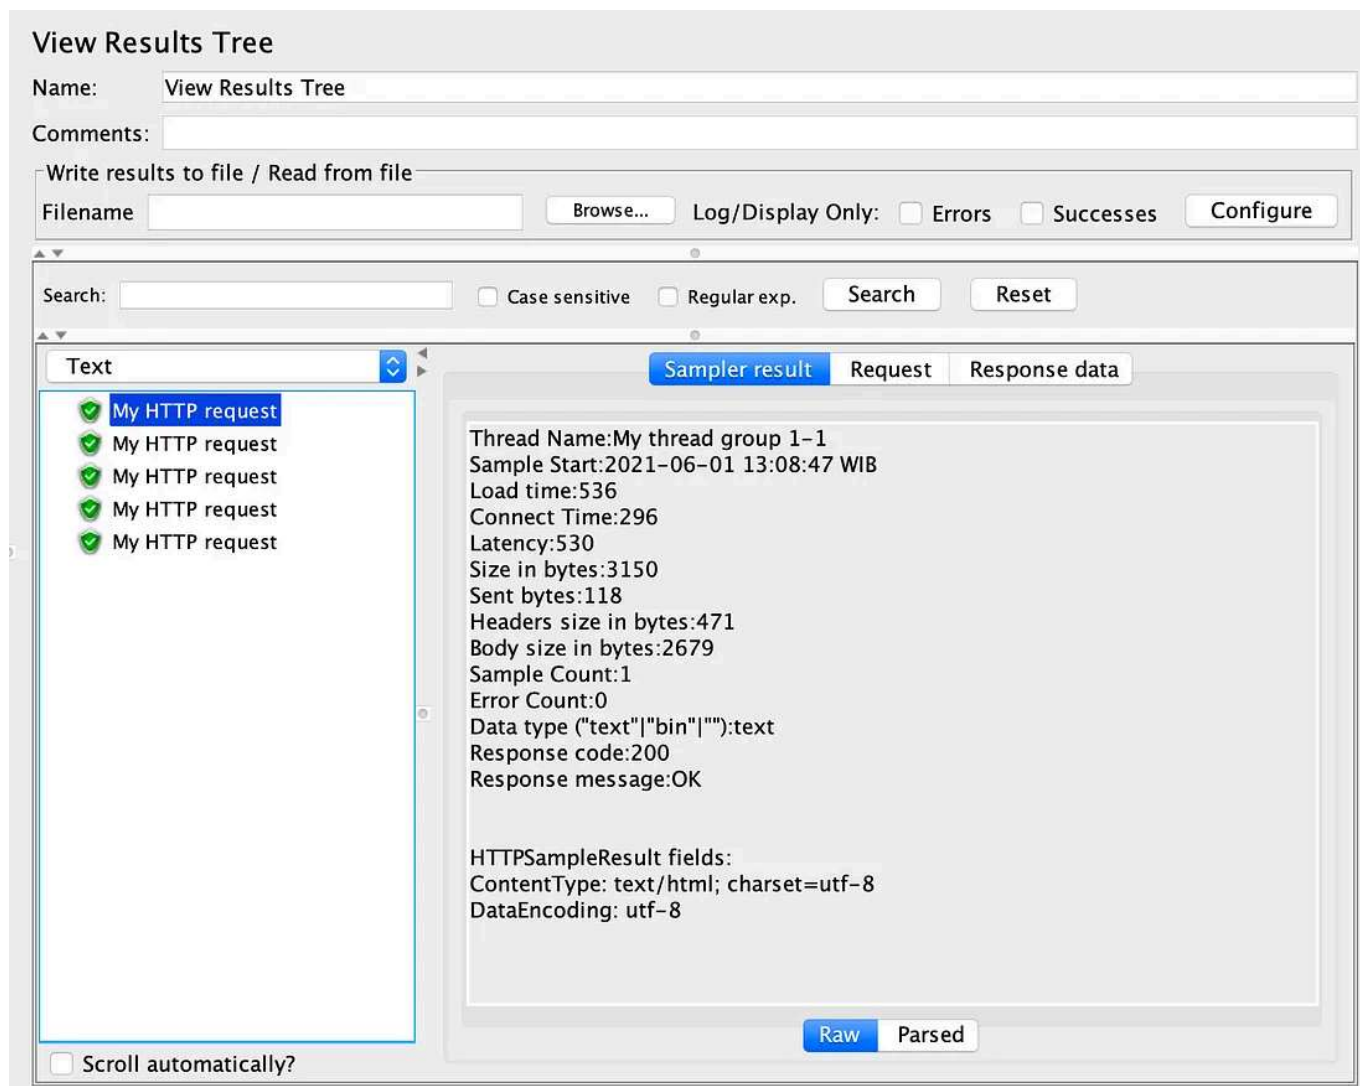 View Results Tree
Name: View Results Tree
Comments:
Write results to file / Read from file
Filename Browse... Log/Display Only: Errors Successes Configure
Search: Case sensitive Regular exp. Search Reset
Text
Sampler result Request Response data
My HTTP request
My HTTP request
My HTTP request
My HTTP request
My HTTP request
Thread Name:My thread group 1-1
Sample Start:2021-06-01 13:08:47 WIB
Load time:536
Connect Time:296
Latency:530
Size in bytes:3150
Sent bytes:118
Headers size in bytes:471
Body size in bytes:2679
Sample Count:1
Error Count:0
Data type ("text"|"bin"|""):text
Response code:200
Response message:OK
HTTPSampleResult fields:
ContentType: text/html; charset=utf-8
DataEncoding: utf-8
Raw Parsed
Scroll automatically?